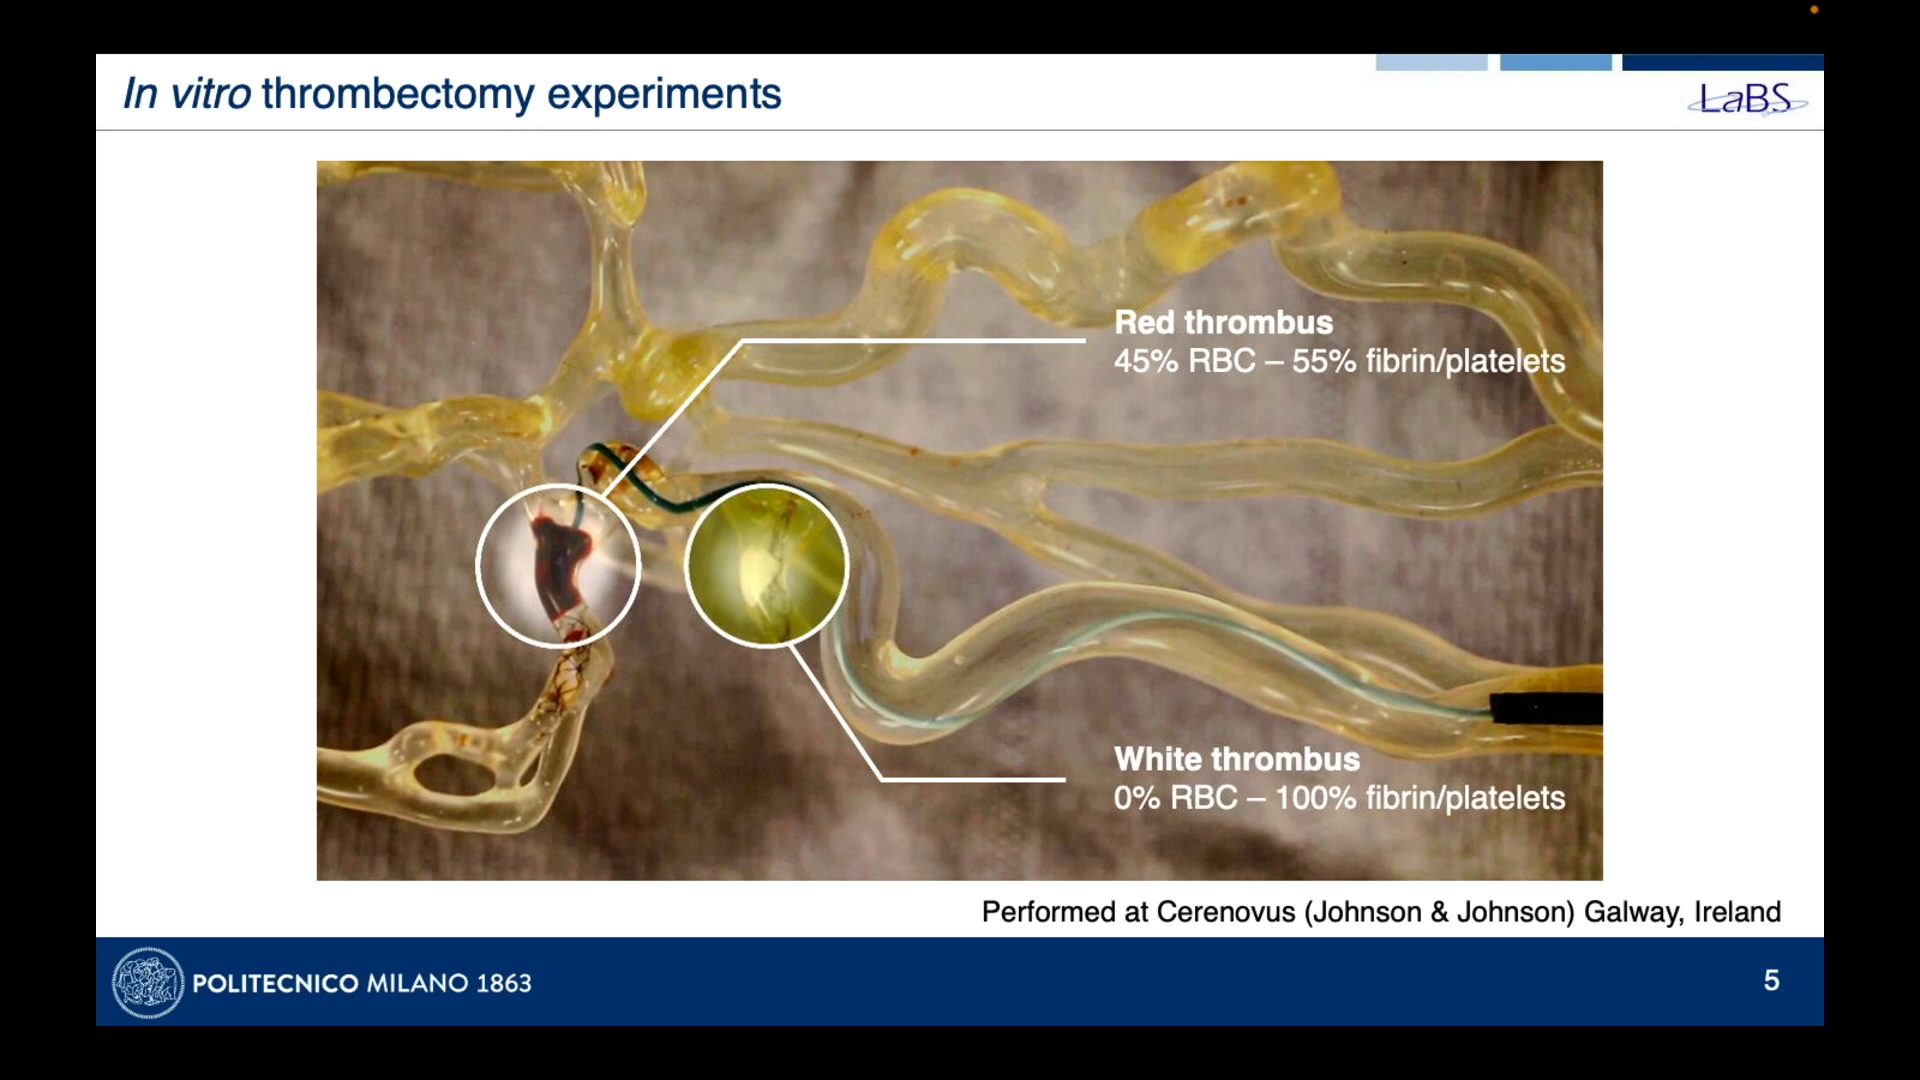 In vitro thrombectomy experiments
LaBS
Red thrombus
45% RBC – 55% fibrin/platelets
White thrombus
0% RBC – 100% fibrin/platelets
Performed at Cerenovus (Johnson & Johnson) Galway, Ireland
POLITECNICO MILANO 1863
5